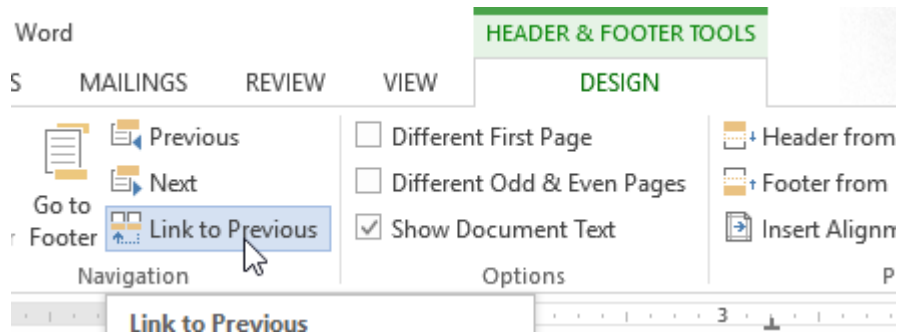 Word
HEADER & FOOTER TOOLS
S MAILINGS REVIEW VIEW DESIGN
Previous
Next
Go to
Footer
Link to Previous
Navigation
Different First Page
Different Odd & Even Pages
Show Document Text
Options
Header from
Footer from
Insert Alignm
P
3
Link to Previous